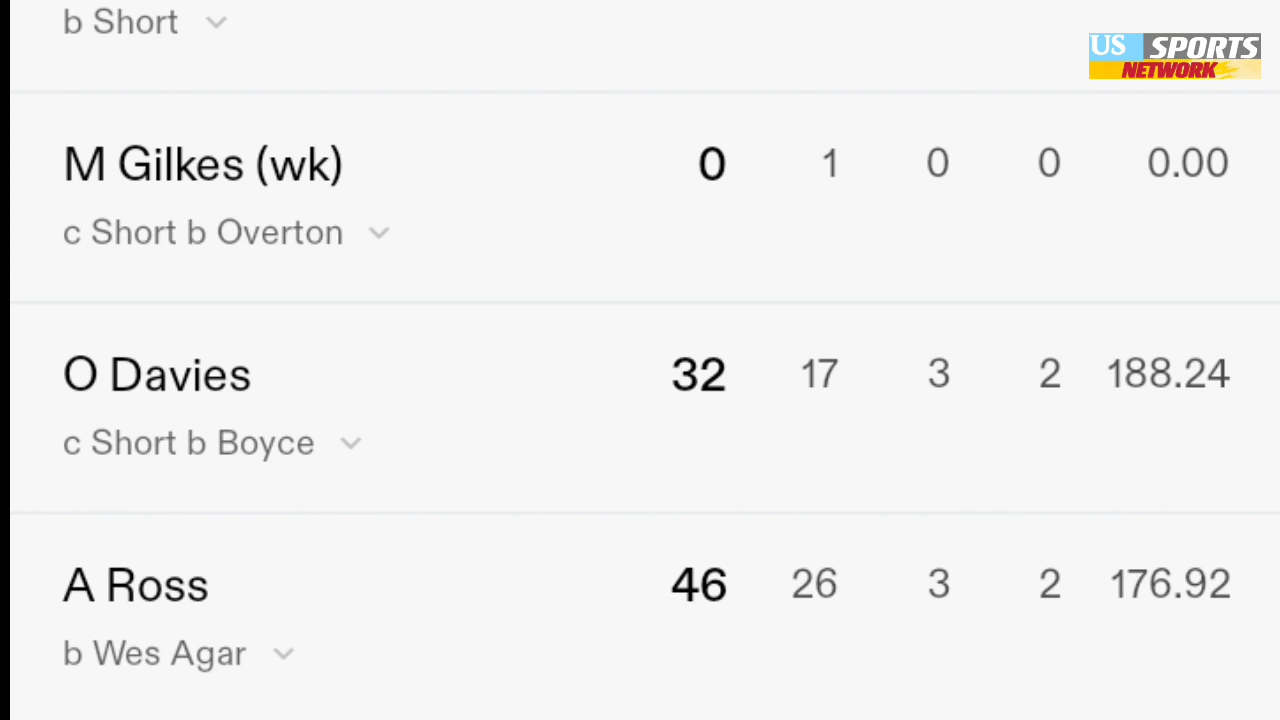 b Short
US SPORTS
NETWORK
M Gilkes (wk) 0 1 0 0 0.00
c Short b Overton
O Davies 32 17 3 2 188.24
c Short b Boyce
A Ross 46 26 3 2 176.92
b Wes Agar